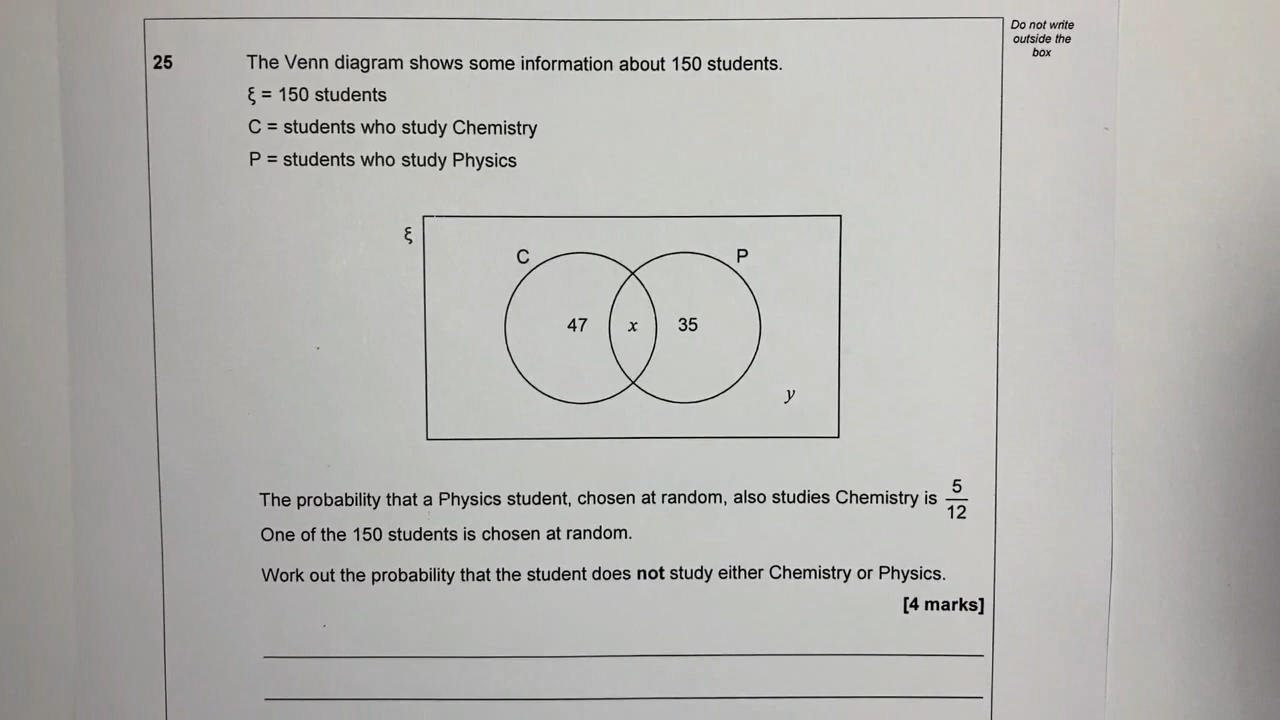 Do not write
outside the
box
25 The Venn diagram shows some information about 150 students.
ξ = 150 students
C = students who study Chemistry
P = students who study Physics
ξ
C P
47 x 35
y
The probability that a Physics student, chosen at random, also studies Chemistry is 5/12
One of the 150 students is chosen at random.
Work out the probability that the student does not study either Chemistry or Physics.
[4 marks]